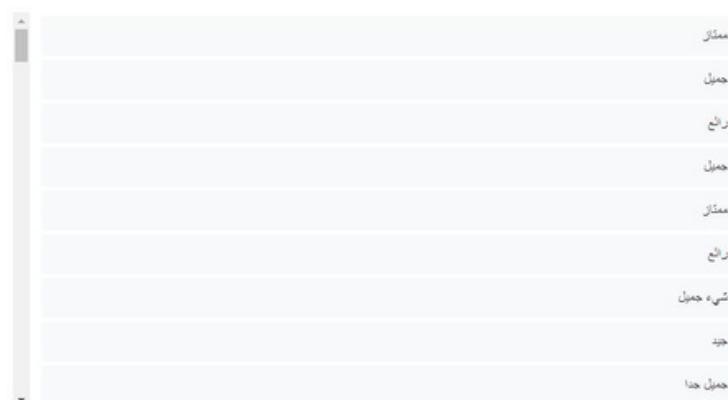 ممتاز
جميل
رائع
جميل
ممتاز
رائع
شيء جميل
جيد
جميل جدا